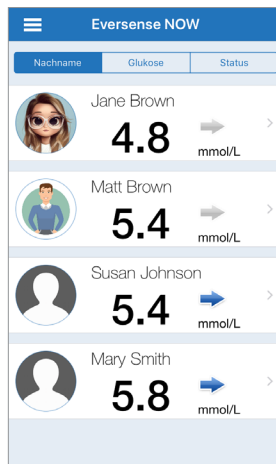 Eversense NOW
Nachname Glukose Status
Jane Brown
4.8 mmol/L
Matt Brown
5.4 mmol/L
Susan Johnson
5.4 mmol/L
Mary Smith
5.8 mmol/L